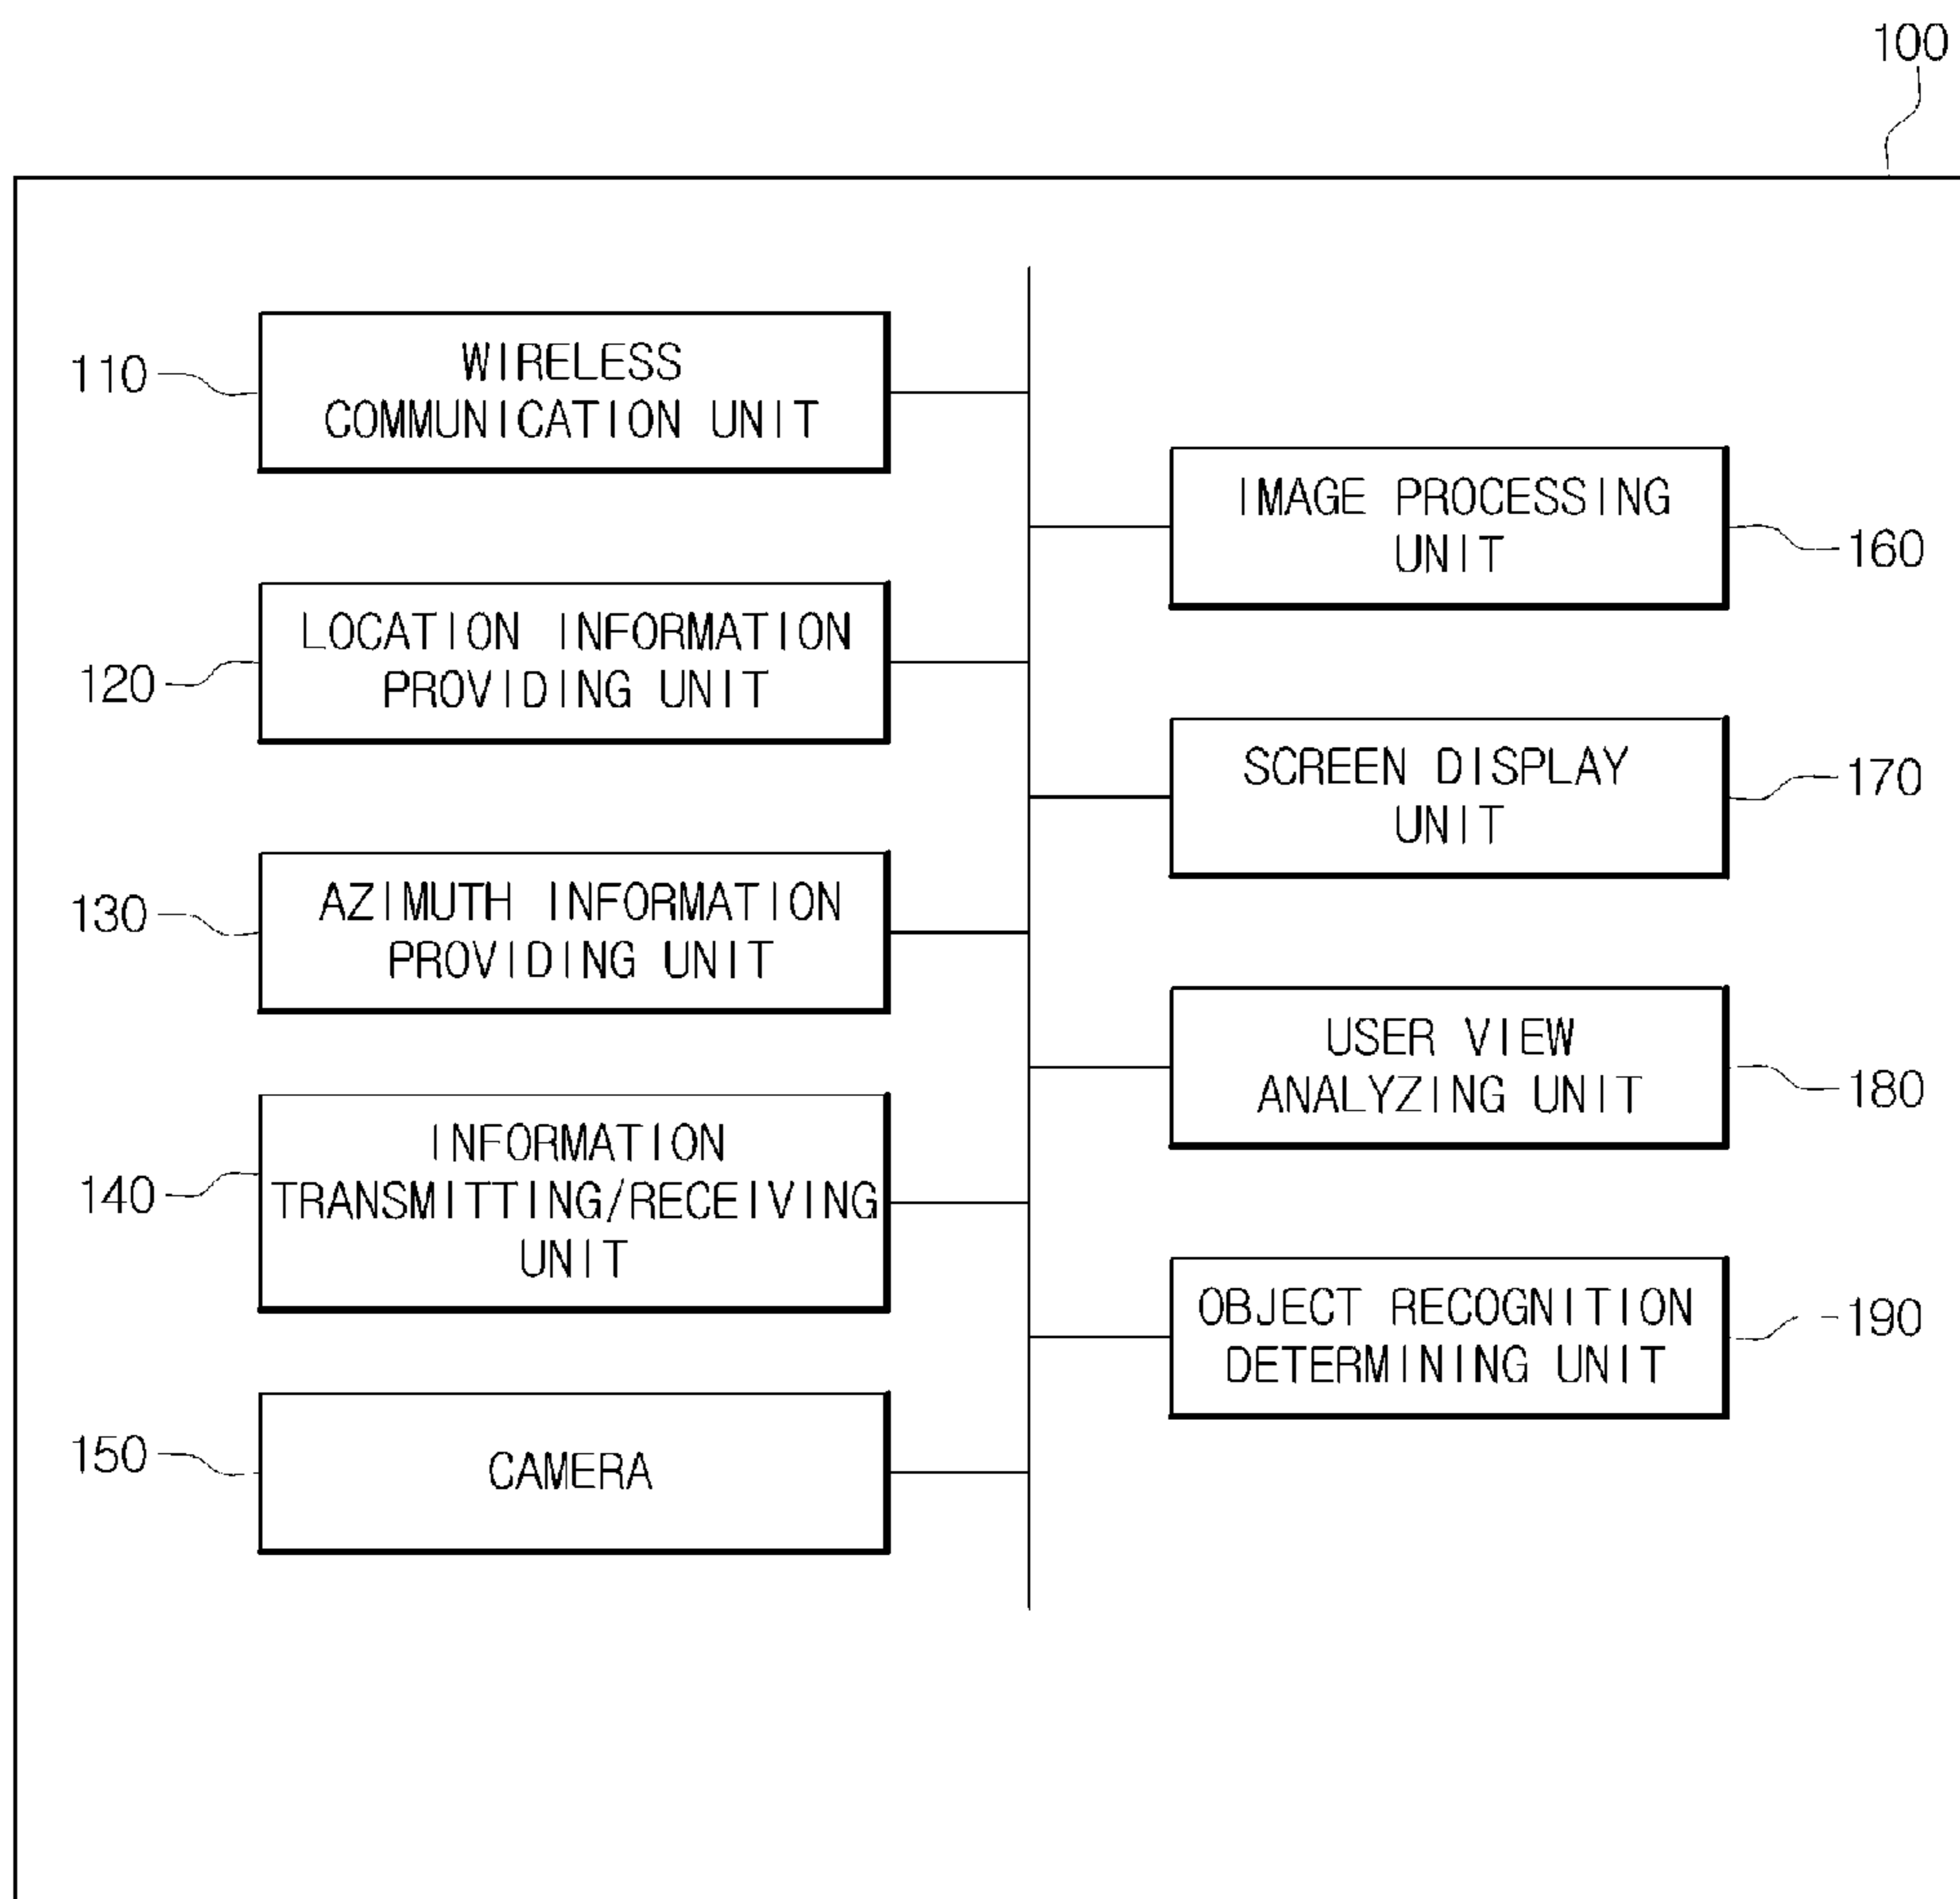 100
110
WIRELESS
COMMUNICATION UNIT
120
LOCATION INFORMATION
PROVIDING UNIT
130
AZIMUTH INFORMATION
PROVIDING UNIT
140
INFORMATION
TRANSMITTING/RECEIVING
UNIT
150
CAMERA
IMAGE PROCESSING
UNIT
160
SCREEN DISPLAY
UNIT
170
USER VIEW
ANALYZING UNIT
180
OBJECT RECOGNITION
DETERMINING UNIT
190